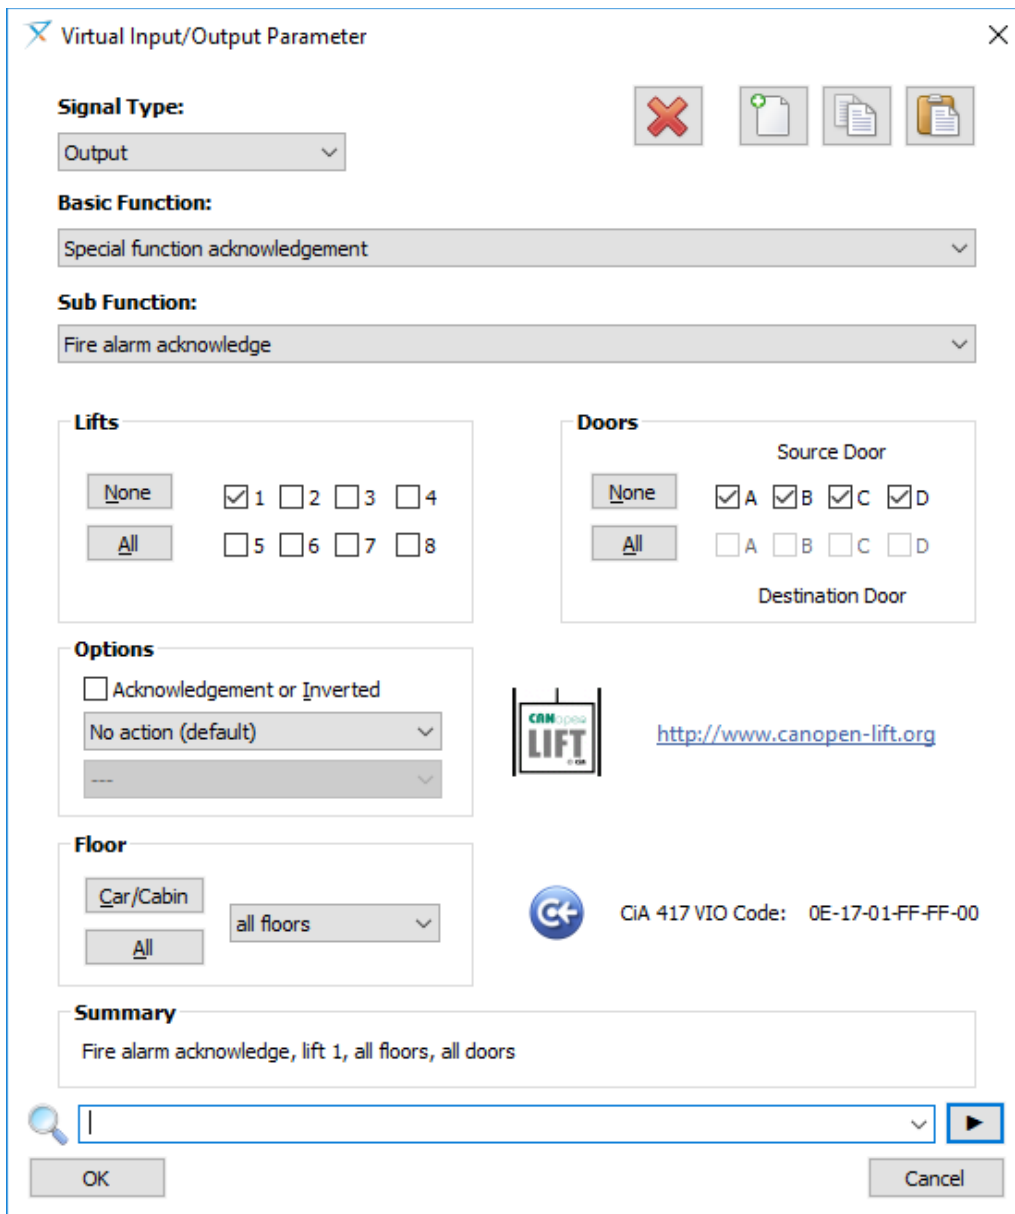 Virtual Input/Output Parameter
Signal Type:
Output
Basic Function:
Special function acknowledgement
Sub Function:
Fire alarm acknowledge
Lifts
None
1 2 3 4
All
5 6 7 8
Doors
Source Door
None
A B C D
All
A B C D
Destination Door
Options
Acknowledgement or Inverted
No action (default)
---
CANopen
LIFT
© CiA
http://www.canopen-lift.org
Floor
Car/Cabin
all floors
All
CiA 417 VIO Code: 0E-17-01-FF-FF-00
Summary
Fire alarm acknowledge, lift 1, all floors, all doors
OK
Cancel